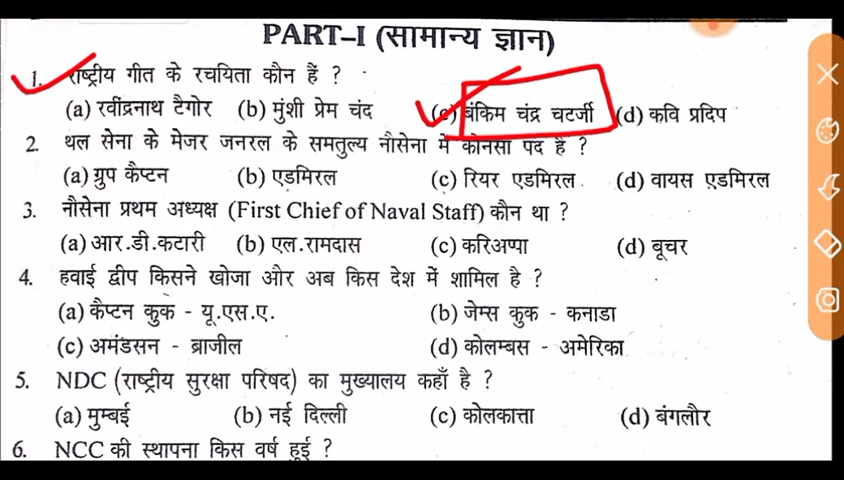 PART–I (सामान्य ज्ञान)
1. राष्ट्रीय गीत के रचयिता कौन हैं ?
(a) रवींद्रनाथ टैगोर (b) मुंशी प्रेम चंद (c) बंकिम चंद्र चटर्जी (d) कवि प्रदिप
2. थल सेना के मेजर जनरल के समतुल्य नौसेना में कौनसा पद है ?
(a) ग्रुप कैप्टन (b) एडमिरल (c) रियर एडमिरल (d) वायस एडमिरल
3. नौसेना प्रथम अध्यक्ष (First Chief of Naval Staff) कौन था ?
(a) आर.डी.कटारी (b) एल.रामदास (c) करिअप्पा (d) बूचर
4. हवाई द्वीप किसने खोजा और अब किस देश में शामिल है ?
(a) कैप्टन कुक - यू.एस.ए. (b) जेम्स कुक - कनाडा
(c) अमंडसन - ब्राजील (d) कोलम्बस - अमेरिका
5. NDC (राष्ट्रीय सुरक्षा परिषद) का मुख्यालय कहाँ है ?
(a) मुम्बई (b) नई दिल्ली (c) कोलकात्ता (d) बंगलौर
6. NCC की स्थापना किस वर्ष हुई ?